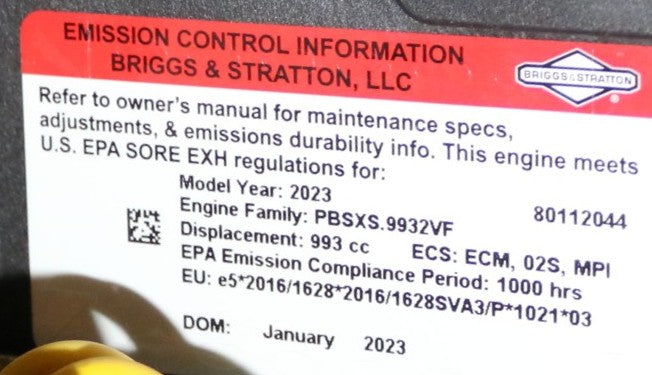 EMISSION CONTROL INFORMATION
BRIGGS & STRATTON, LLC
BRIGGS&STRATTON®
Refer to owner's manual for maintenance specs,
adjustments, & emissions durability info. This engine meets
U.S. EPA SORE EXH regulations for:
Model Year: 2023 80112044
Engine Family: PBSXS.9932VF
Displacement: 993 cc ECS: ECM, 02S, MPI
EPA Emission Compliance Period: 1000 hrs
EU: e5*2016/1628*2016/1628SVA3/P*1021*03
DOM: January 2023